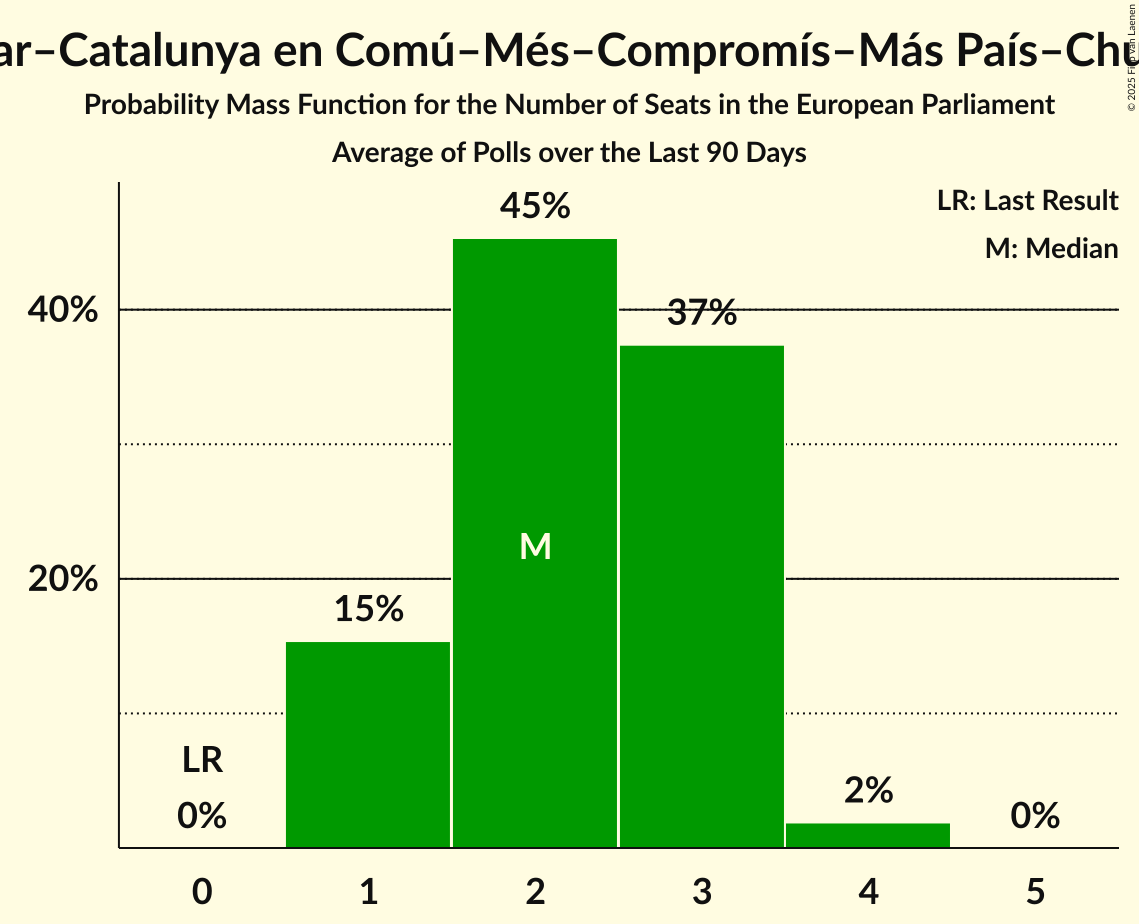 ar–Catalunya en Comú–Més–Compromís–Más País–Chu
Probability Mass Function for the Number of Seats in the European Parliament
Average of Polls over the Last 90 Days
© 2025 Filip van Laenen
LR: Last Result
M: Median
45%
40%
37%
M
20%
15%
LR
0%
2%
0%
0 1 2 3 4 5